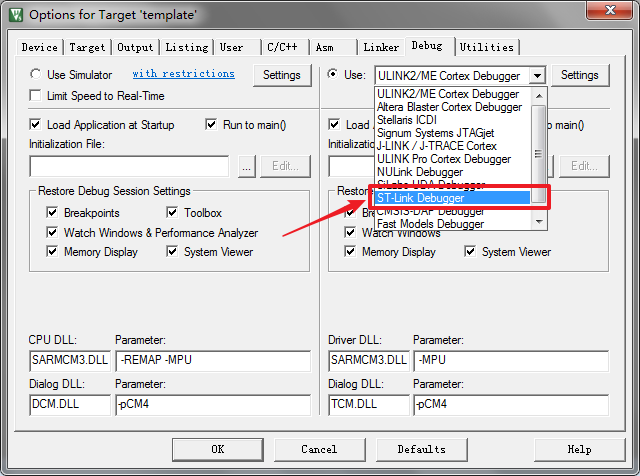 Options for Target 'template'
Device Target Output Listing User C/C++ Asm Linker Debug Utilities
Use Simulator with restrictions Settings
Limit Speed to Real-Time
Use: ULINK2/ME Cortex Debugger Settings
ULINK2/ME Cortex Debugger
Altera Blaster Cortex Debugger
Stellaris ICDI
Signum Systems JTAGjet
J-LINK / J-TRACE Cortex
ULINK Pro Cortex Debugger
NULink Debugger
SiLabs UDA Debugger
ST-Link Debugger
CMSIS-DAP Debugger
Fast Models Debugger
Load Application at Startup Run to main()
Initialization File:
... Edit...
Restore Debug Session Settings
Breakpoints Toolbox
Watch Windows & Performance Analyzer
Memory Display System Viewer
Load main()
Initializ
Edit...
Restore
Bre
Watch Windows
Memory Display System Viewer
CPU DLL: Parameter:
SARMCM3.DLL -REMAP -MPU
Dialog DLL: Parameter:
DCM.DLL -pCM4
Driver DLL: Parameter:
SARMCM3.DLL -MPU
Dialog DLL: Parameter:
TCM.DLL -pCM4
OK Cancel Defaults Help